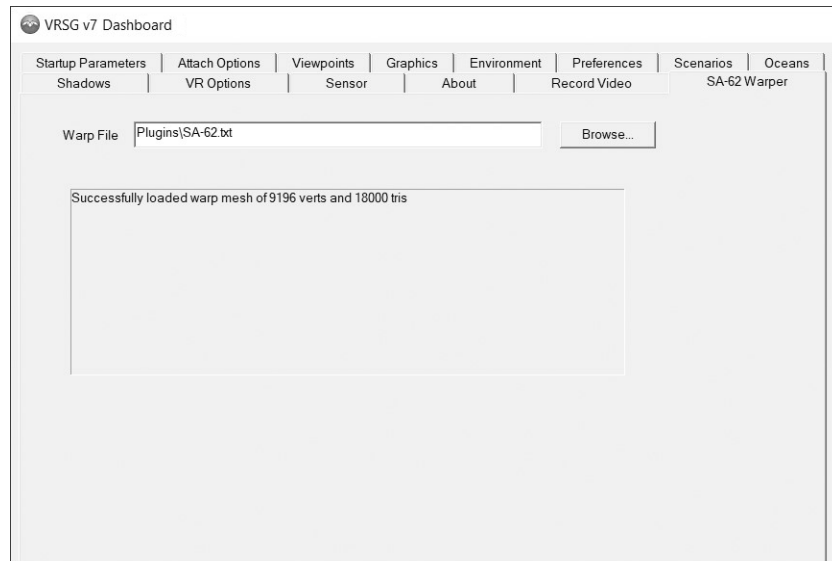 VRSG v7 Dashboard
Startup Parameters Attach Options Viewpoints Graphics Environment Preferences Scenarios Oceans
Shadows VR Options Sensor About Record Video SA-62 Warper
Warp File Plugins\SA-62.txt Browse...
Successfully loaded warp mesh of 9196 verts and 18000 tris